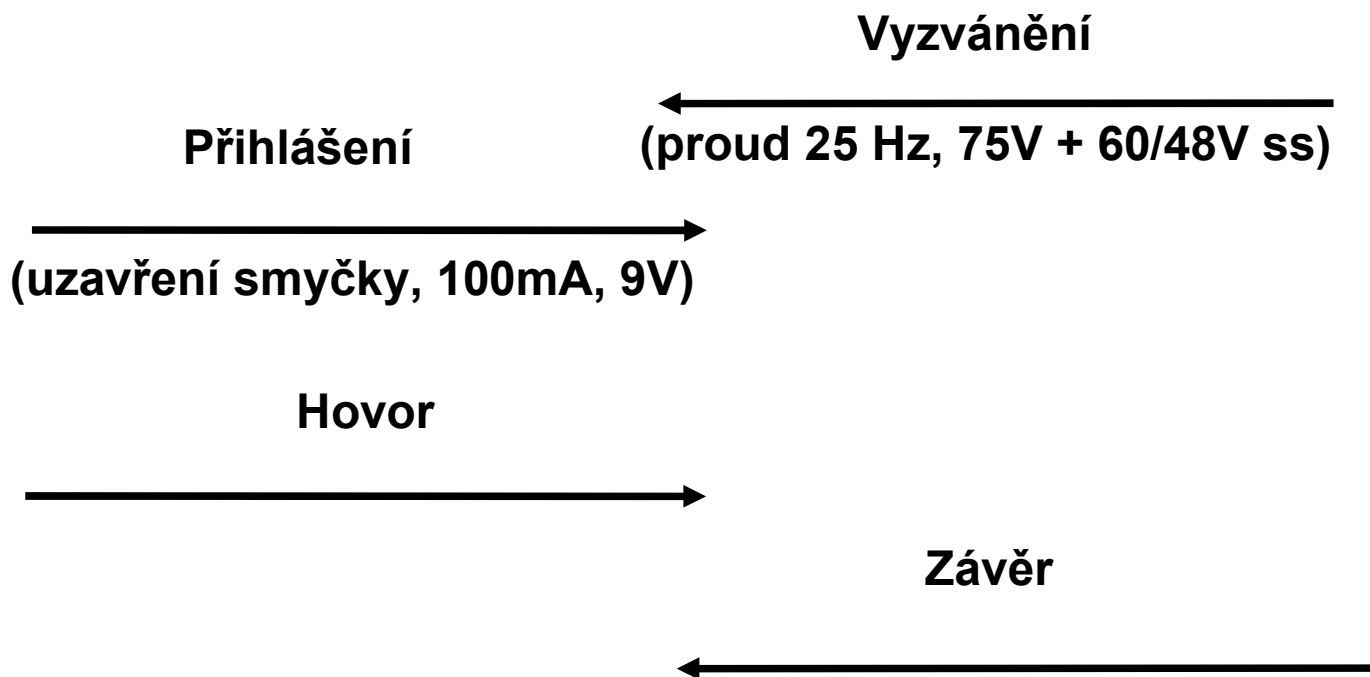 Vyzvánění
(proud 25 Hz, 75V + 60/48V ss)
Přihlášení
(uzavření smyčky, 100mA, 9V)
Hovor
Závěr